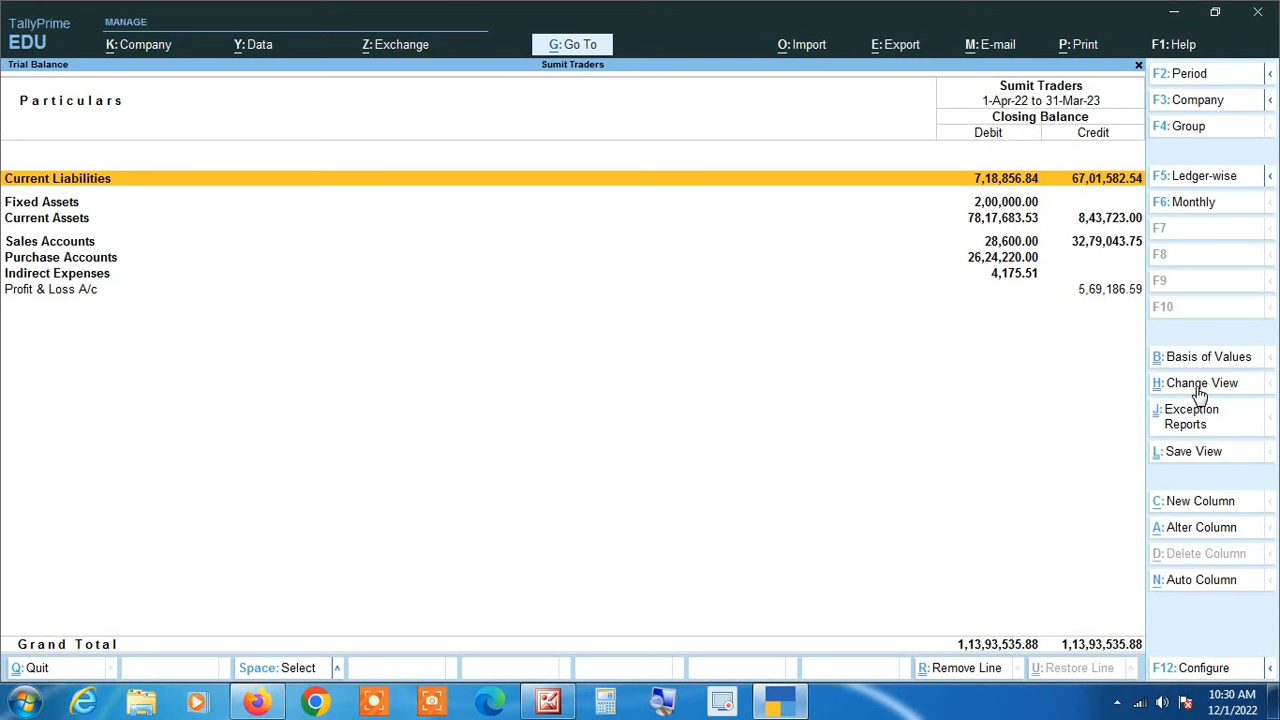 TallyPrime
EDU
MANAGE
K: Company
Y: Data
Z: Exchange
G: Go To
O: Import
E: Export
M: E-mail
P: Print
F1: Help
Trial Balance
Sumit Traders
×
Particulars
Sumit Traders
1-Apr-22 to 31-Mar-23
Closing Balance
Debit Credit
Current Liabilities 7,18,856.84 67,01,582.54
Fixed Assets 2,00,000.00
Current Assets 78,17,683.53 8,43,723.00
Sales Accounts 28,600.00 32,79,043.75
Purchase Accounts 26,24,220.00
Indirect Expenses 4,175.51
Profit & Loss A/c 5,69,186.59
Grand Total 1,13,93,535.88 1,13,93,535.88
F2: Period
F3: Company
F4: Group
F5: Ledger-wise
F6: Monthly
F7
F8
F9
F10
B: Basis of Values
H: Change View
J: Exception
Reports
L: Save View
C: New Column
A: Alter Column
D: Delete Column
N: Auto Column
Q: Quit
Space: Select
R: Remove Line
U: Restore Line
F12: Configure
10:30 AM
12/1/2022